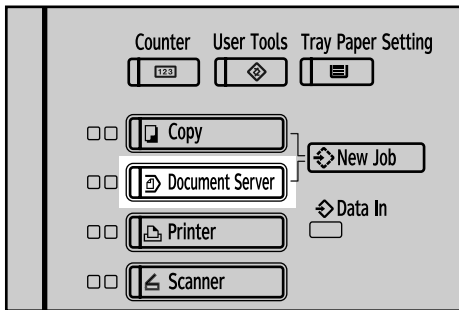 Counter User Tools Tray Paper Setting
123
Copy
New Job
Document Server
Data In
Printer
Scanner